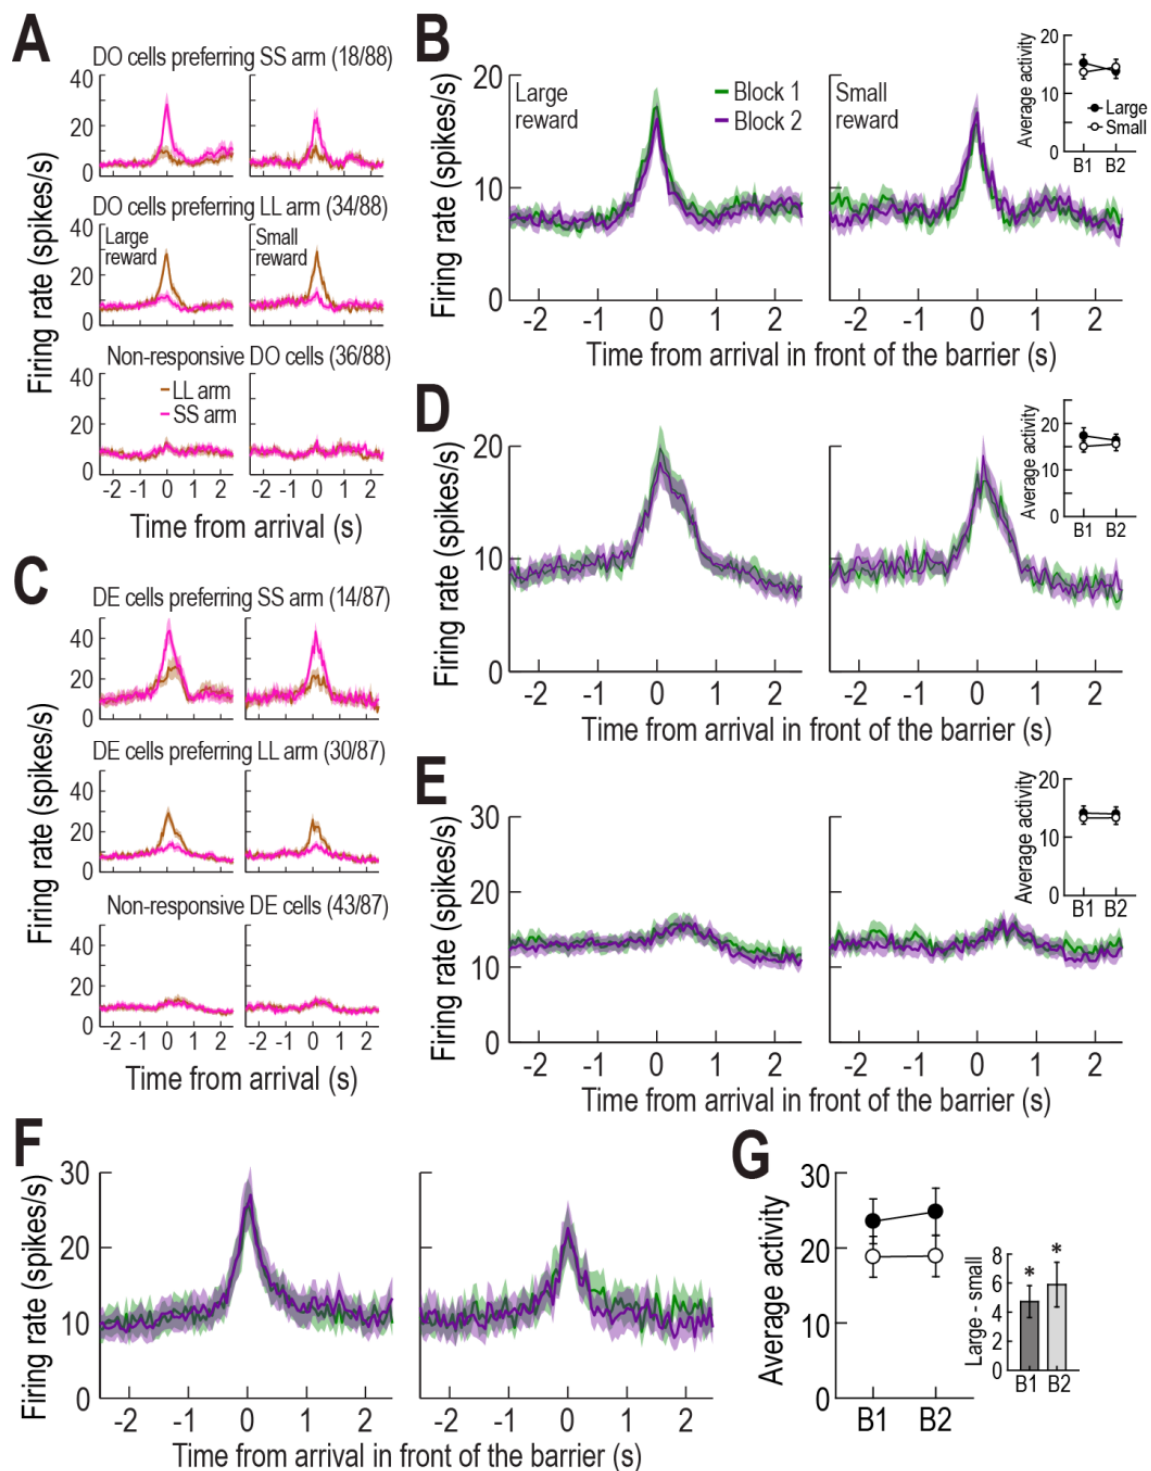 A
DO cells preferring SS arm (18/88)
40
20
0
DO cells preferring LL arm (34/88)
Large
reward
Small
reward
40
20
0
Non-responsive DO cells (36/88)
LL arm
SS arm
40
20
0
-2 -1 0 1 2
-2 -1 0 1 2
Firing rate (spikes/s)
Time from arrival (s)
B
20
10
0
Firing rate (spikes/s)
Large
reward
Block 1
Block 2
Small
reward
-2 -1 0 1 2
-2 -1 0 1 2
Time from arrival in front of the barrier (s)
20
10
0
Average activity
Large
Small
B1 B2
C
DE cells preferring SS arm (14/87)
40
20
0
DE cells preferring LL arm (30/87)
40
20
0
Non-responsive DE cells (43/87)
40
20
0
-2 -1 0 1 2
-2 -1 0 1 2
Firing rate (spikes/s)
Time from arrival (s)
D
20
10
0
Firing rate (spikes/s)
-2 -1 0 1 2
-2 -1 0 1 2
Time from arrival in front of the barrier (s)
20
10
0
Average activity
B1 B2
E
30
20
10
0
Firing rate (spikes/s)
-2 -1 0 1 2
-2 -1 0 1 2
Time from arrival in front of the barrier (s)
20
10
0
Average activity
B1 B2
F
30
20
10
0
Firing rate (spikes/s)
-2 -1 0 1 2
-2 -1 0 1 2
Time from arrival in front of the barrier (s)
G
30
20
10
0
Average activity
B1 B2
8
6
4
2
0
Large - small
* *
B1 B2